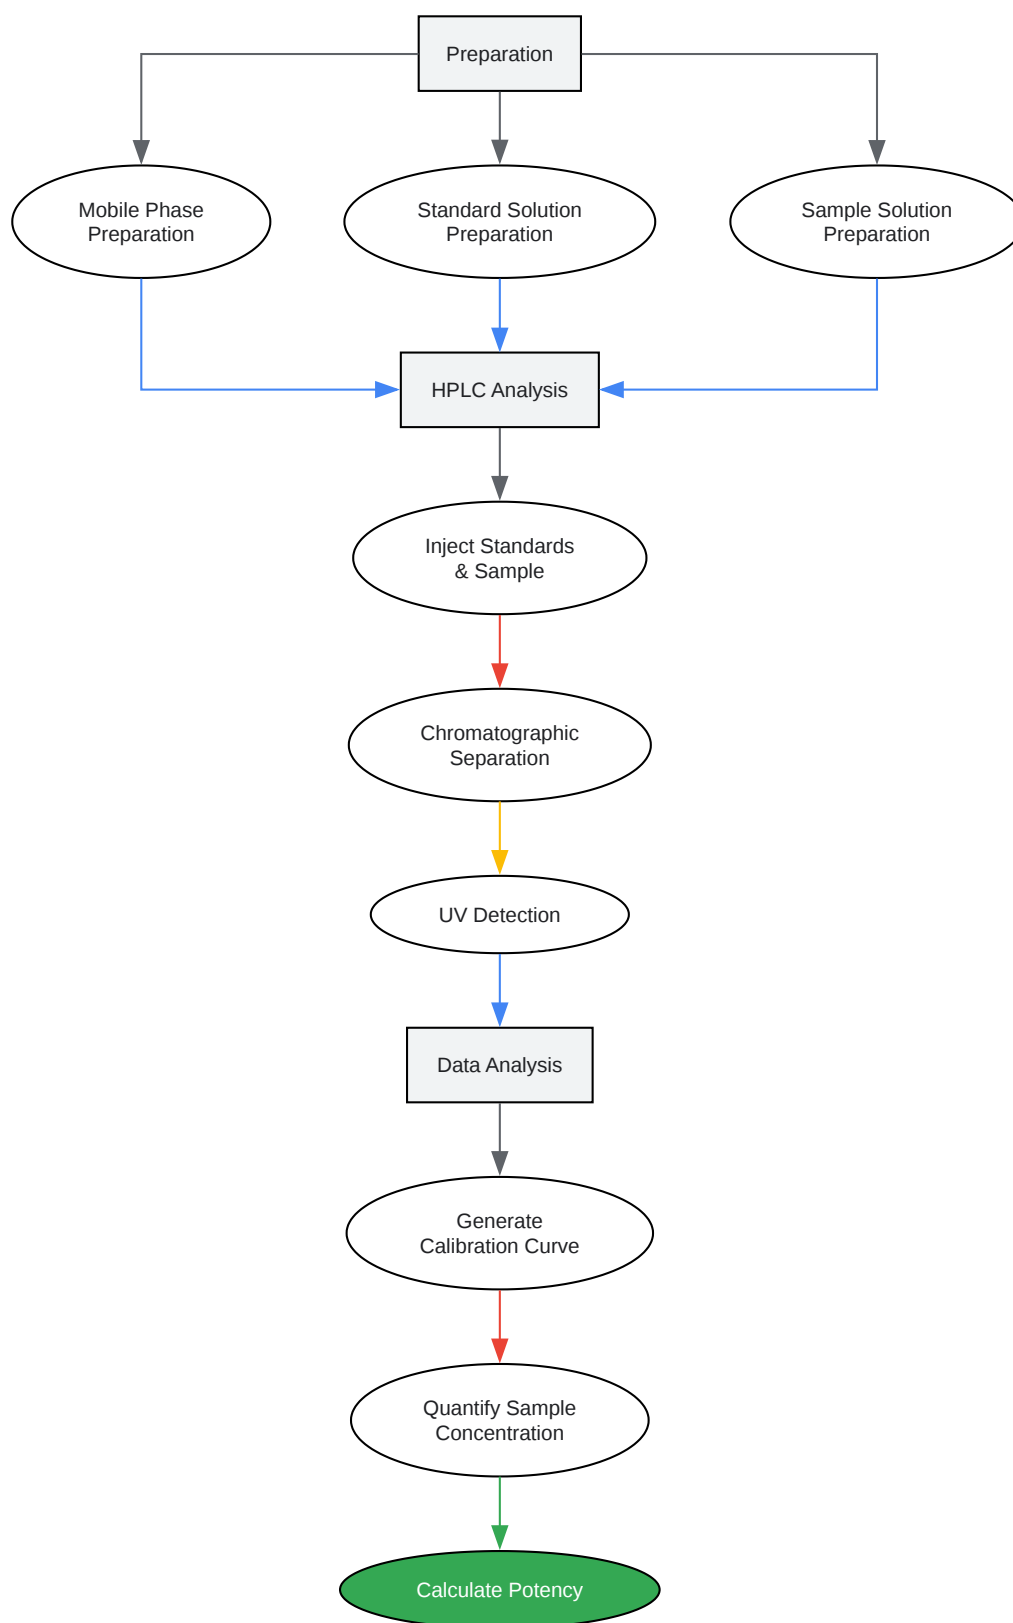 Preparation
Mobile Phase
Preparation
Standard Solution
Preparation
Sample Solution
Preparation
HPLC Analysis
Inject Standards
& Sample
Chromatographic
Separation
UV Detection
Data Analysis
Generate
Calibration Curve
Quantify Sample
Concentration
Calculate Potency